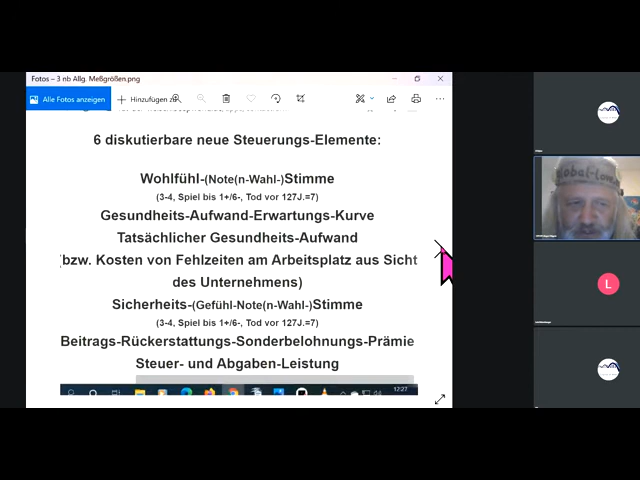 Fotos – 3 nb Allg. Meßgrößen.png
Alle Fotos anzeigen
Hinzufügen zu
6 diskutierbare neue Steuerungs-Elemente:
Wohlfühl-(Note(n-Wahl-)Stimme
(3-4, Spiel bis 1+/6-, Tod vor 127J.=7)
Gesundheits-Aufwand-Erwartungs-Kurve
Tatsächlicher Gesundheits-Aufwand
(bzw. Kosten von Fehlzeiten am Arbeitsplatz aus Sicht
des Unternehmens)
Sicherheits-(Gefühl-Note(n-Wahl-)Stimme
(3-4, Spiel bis 1+/6-, Tod vor 127J.=7)
Beitrags-Rückerstattungs-Sonderbelohnungs-Prämie
Steuer- und Abgaben-Leistung
12:27
L